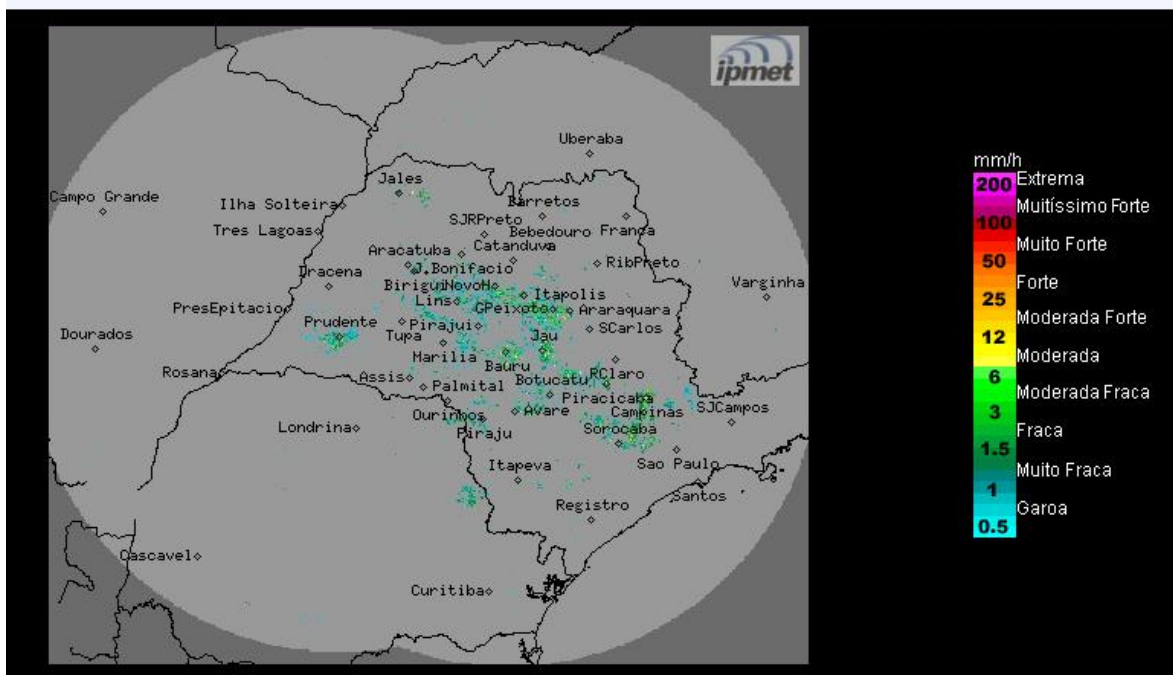 ipmet
Uberaba
Jales
Campo Grande
Ilha Solteira
Barretos
SJRPreto
Tres Lagoas
Bebedouro
Franca
Catanduva
Aracatuba
J.Bonifacio
RibPreto
Dracena
Birigui
NovoH
Varginha
Lins
Itapolis
PresEpitacio
GPeixoto
Araraquara
Prudente
Pirajui
SCarlos
Dourados
Tupa
Jau
Marilia
Bauru
Rosana
Assis
Botucatu
RClaro
Palmital
Piracicaba
Ourinhos
Avare
Campinas
SJCampos
Londrina
Piraju
Sorocaba
Itapeva
Sao Paulo
Santos
Registro
Cascavel
Curitiba
mm/h
200 Extrema
Muitíssimo Forte
100
Muito Forte
50
Forte
25
Moderada Forte
12
Moderada
6
Moderada Fraca
3
Fraca
1.5
Muito Fraca
1
Garoa
0.5